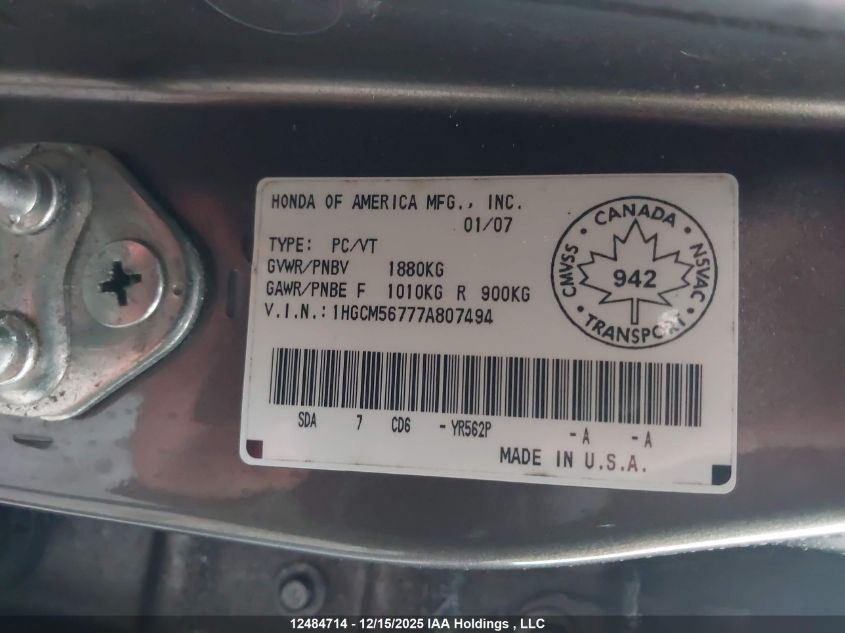 HONDA OF AMERICA MFG., INC.
01/07
TYPE: PC/VT
GVWR/PNBV 1880KG
GAWR/PNBE F 1010KG R 900KG
V.I.N.: 1HGCM56777A807494
CANADA
CMVSS
942
NSVAC
TRANSPORT
SDA 7 CD6 - YR562P - A - A
MADE IN U.S.A.
12484714 - 12/15/2025 IAA Holdings , LLC